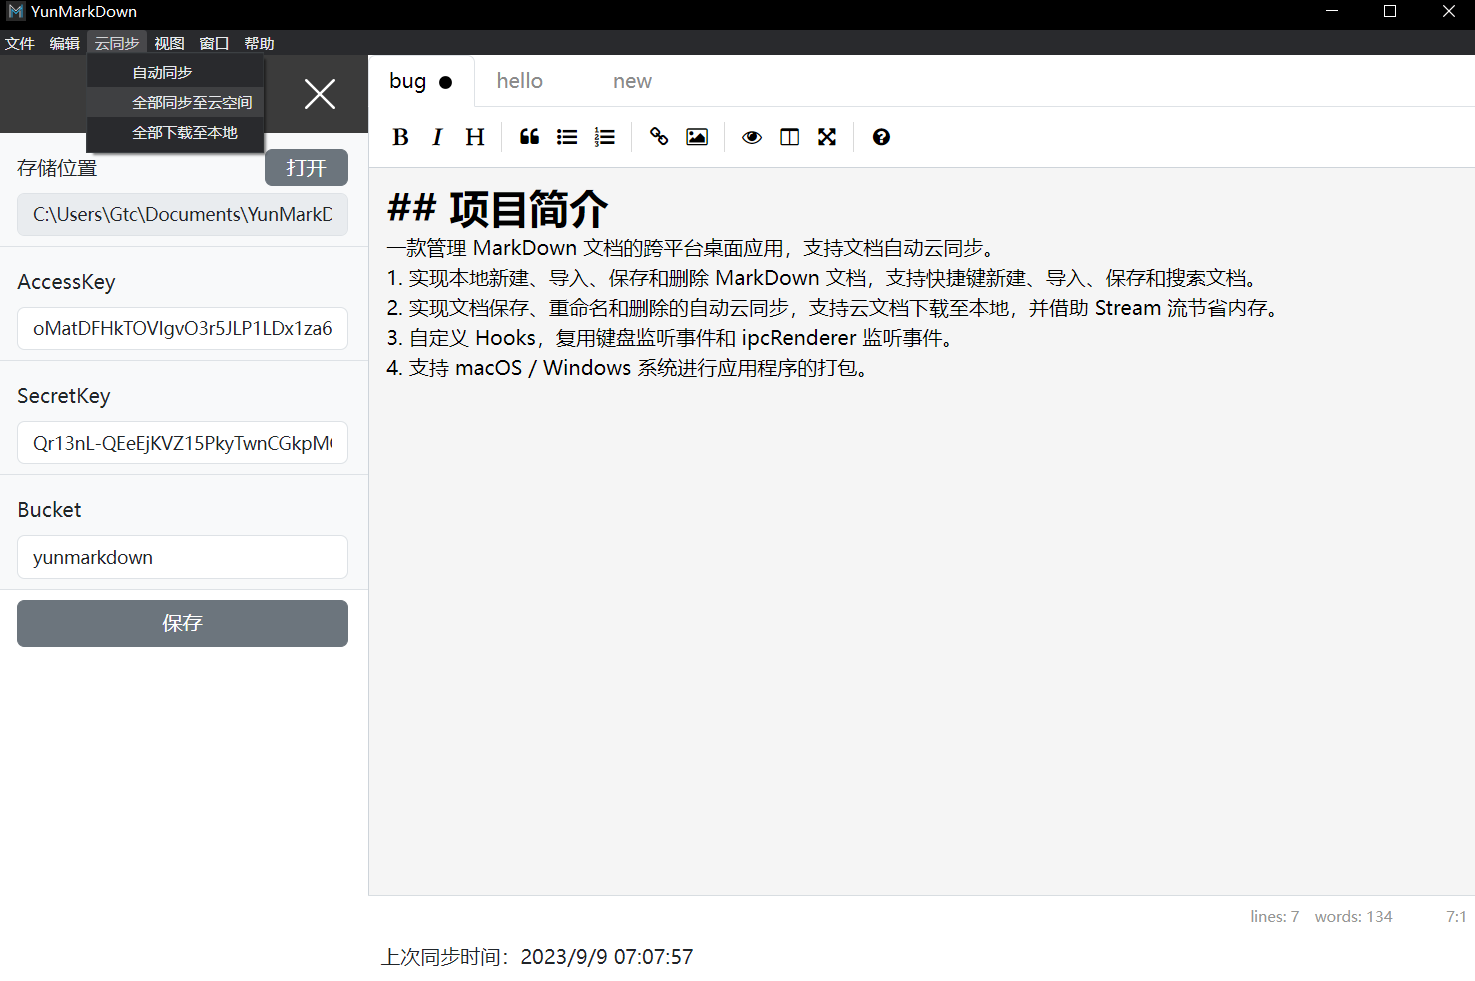 YunMarkDown
文件 编辑 云同步 视图 窗口 帮助
自动同步
全部同步至云空间
全部下载至本地
存储位置
打开
C:\Users\Gtc\Documents\YunMarkD
AccessKey
oMatDFHkTOVIgvO3r5JLP1LDx1za6
SecretKey
Qr13nL-QEeEjKVZ15PkyTwnCGkpM
Bucket
yunmarkdown
保存
bug hello new
B I H
## 项目简介
一款管理 MarkDown 文档的跨平台桌面应用，支持文档自动云同步。
1. 实现本地新建、导入、保存和删除 MarkDown 文档，支持快捷键新建、导入、保存和搜索文档。
2. 实现文档保存、重命名和删除的自动云同步，支持云文档下载至本地，并借助 Stream 流节省内存。
3. 自定义 Hooks，复用键盘监听事件和 ipcRenderer 监听事件。
4. 支持 macOS / Windows 系统进行应用程序的打包。
lines: 7 words: 134 7:1
上次同步时间：2023/9/9 07:07:57